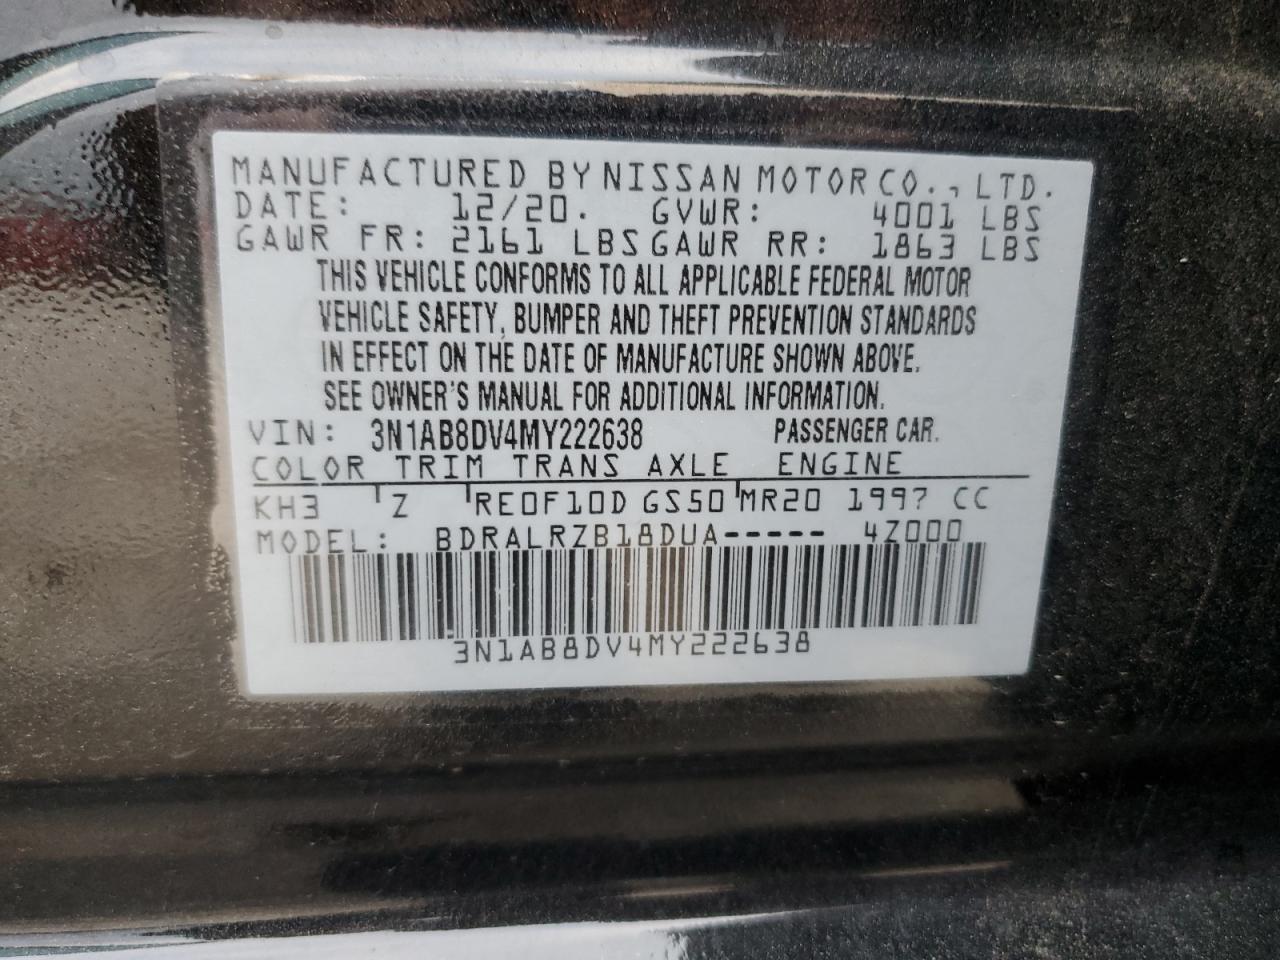 MANUFACTURED BY NISSAN MOTOR CO., LTD.
DATE: 12/20. GVWR: 4001 LBS
GAWR FR: 2161 LBS GAWR RR: 1863 LBS
THIS VEHICLE CONFORMS TO ALL APPLICABLE FEDERAL MOTOR
VEHICLE SAFETY, BUMPER AND THEFT PREVENTION STANDARDS
IN EFFECT ON THE DATE OF MANUFACTURE SHOWN ABOVE.
SEE OWNER'S MANUAL FOR ADDITIONAL INFORMATION.
VIN: 3N1AB8DV4MY222638 PASSENGER CAR.
COLOR TRIM TRANS AXLE ENGINE
KH3 Z RE0F10D GS50 MR20 1997 CC
MODEL: BDRALRZB18DUA----- 4Z000
3N1AB8DV4MY222638